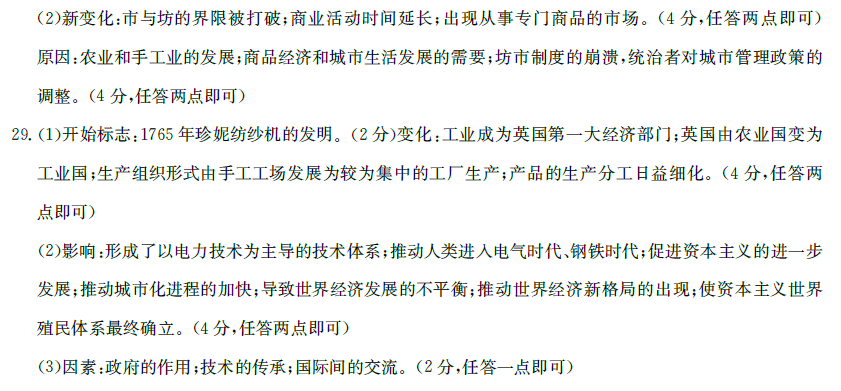 (2)新变化:市与坊的界限被打破;商业活动时间延长;出现从事专门商品的市场。(4分,任答两点即可)
原因:农业和手工业的发展;商品经济和城市生活发展的需要;坊市制度的崩溃,统治者对城市管理政策的
调整。(4分,任答两点即可)
29.(1)开始标志:1765年珍妮纺纱机的发明。(2分)变化:工业成为英国第一大经济部门;英国由农业国变为
工业国;生产组织形式由手工工场发展为较为集中的工厂生产;产品的生产分工日益细化。(4分,任答两
点即可)
(2)影响:形成了以电力技术为主导的技术体系;推动人类进入电气时代、钢铁时代;促进资本主义的进一步
发展;推动城市化进程的加快;导致世界经济发展的不平衡;推动世界经济新格局的出现;使资本主义世界
殖民体系最终确立。(4分,任答两点即可)
(3)因素:政府的作用;技术的传承;国际间的交流。(2分,任答一点即可)